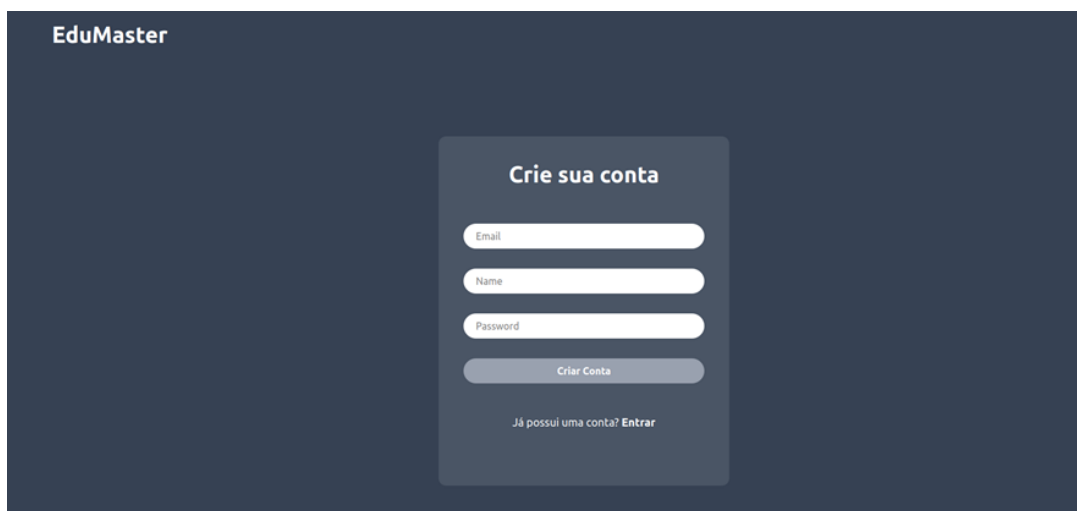 EduMaster
Crie sua conta
Email
Name
Password
Criar Conta
Já possui uma conta? Entrar